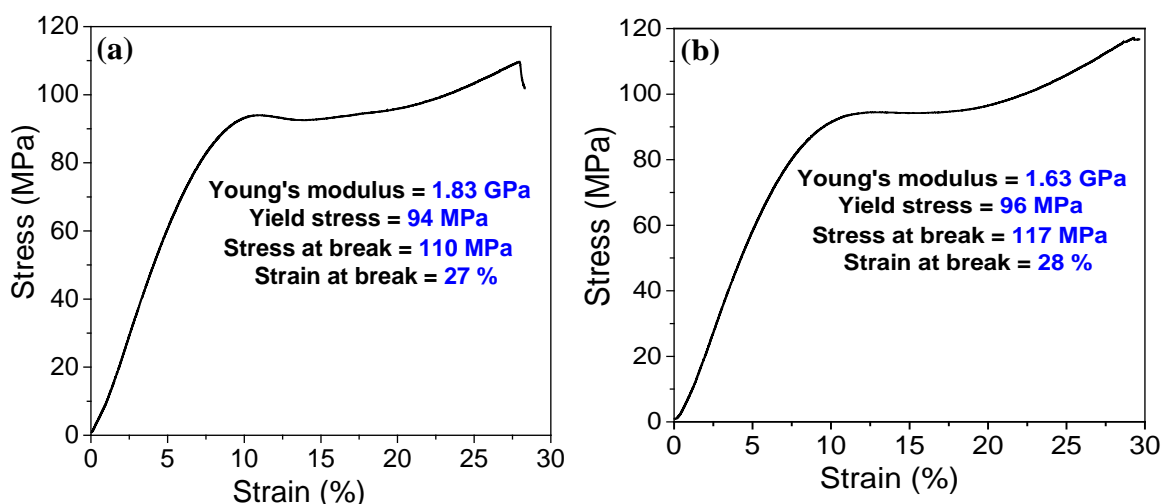 (a)
Stress (MPa)
120
100
80
60
40
20
0
Young's modulus = 1.83 GPa
Yield stress = 94 MPa
Stress at break = 110 MPa
Strain at break = 27 %
0 5 10 15 20 25 30
Strain (%)
(b)
Stress (MPa)
120
100
80
60
40
20
0
Young's modulus = 1.63 GPa
Yield stress = 96 MPa
Stress at break = 117 MPa
Strain at break = 28 %
0 5 10 15 20 25 30
Strain (%)